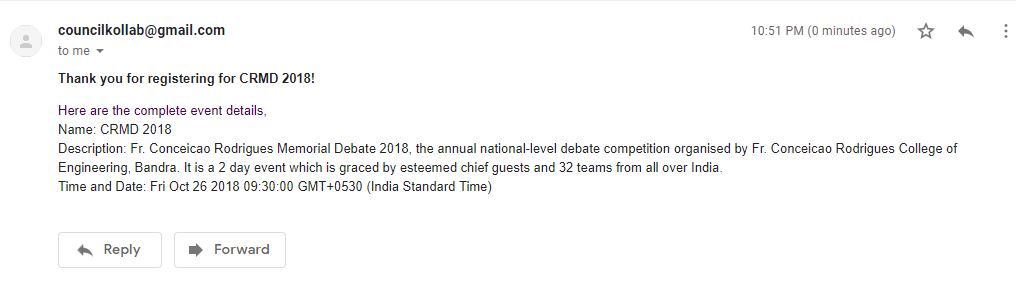 councilkollab@gmail.com 10:51 PM (0 minutes ago)
to me
Thank you for registering for CRMD 2018!
Here are the complete event details,
Name: CRMD 2018
Description: Fr. Conceicao Rodrigues Memorial Debate 2018, the annual national-level debate competition organised by Fr. Conceicao Rodrigues College of
Engineering, Bandra. It is a 2 day event which is graced by esteemed chief guests and 32 teams from all over India.
Time and Date: Fri Oct 26 2018 09:30:00 GMT+0530 (India Standard Time)
Reply Forward